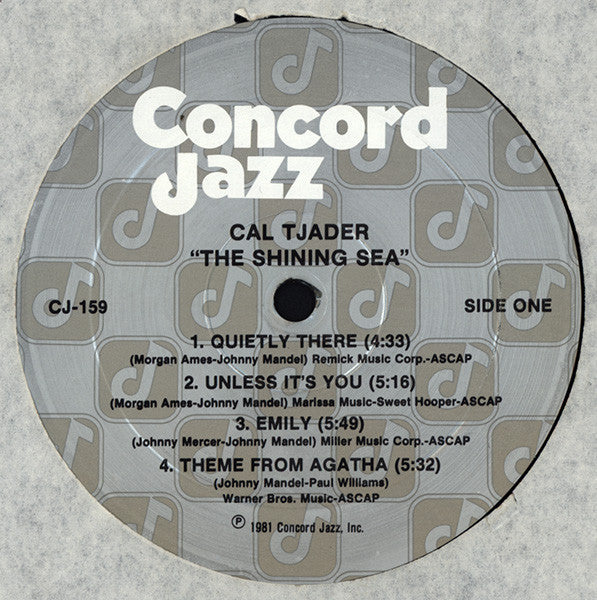 Concord
Jazz
CAL TJADER
"THE SHINING SEA"
CJ-159 SIDE ONE
1. QUIETLY THERE (4:33)
(Morgan Ames-Johnny Mandel) Remick Music Corp.-ASCAP
2. UNLESS IT'S YOU (5:16)
(Morgan Ames-Johnny Mandel) Marissa Music-Sweet Hooper-ASCAP
3. EMILY (5:49)
(Johnny Mercer-Johnny Mandel) Miller Music Corp.-ASCAP
4. THEME FROM AGATHA (5:32)
(Johnny Mandel-Paul Williams)
Warner Bros. Music-ASCAP
℗ 1981 Concord Jazz, Inc.